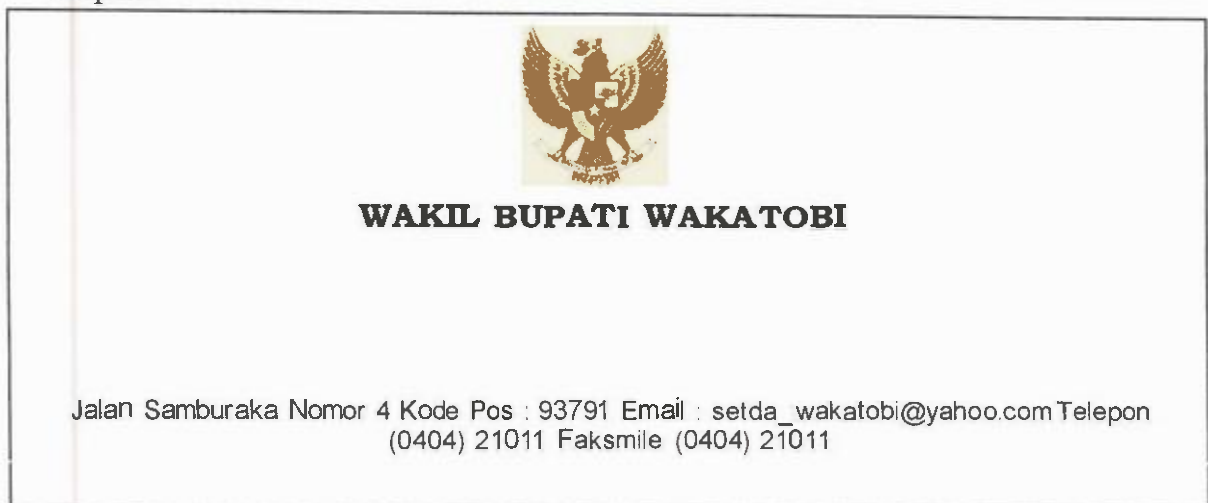 WAKIL BUPATI WAKATOBI
Jalan Samburaka Nomor 4 Kode Pos : 93791 Email : setda_wakatobi@yahoo.com Telepon
(0404) 21011 Faksmile (0404) 21011